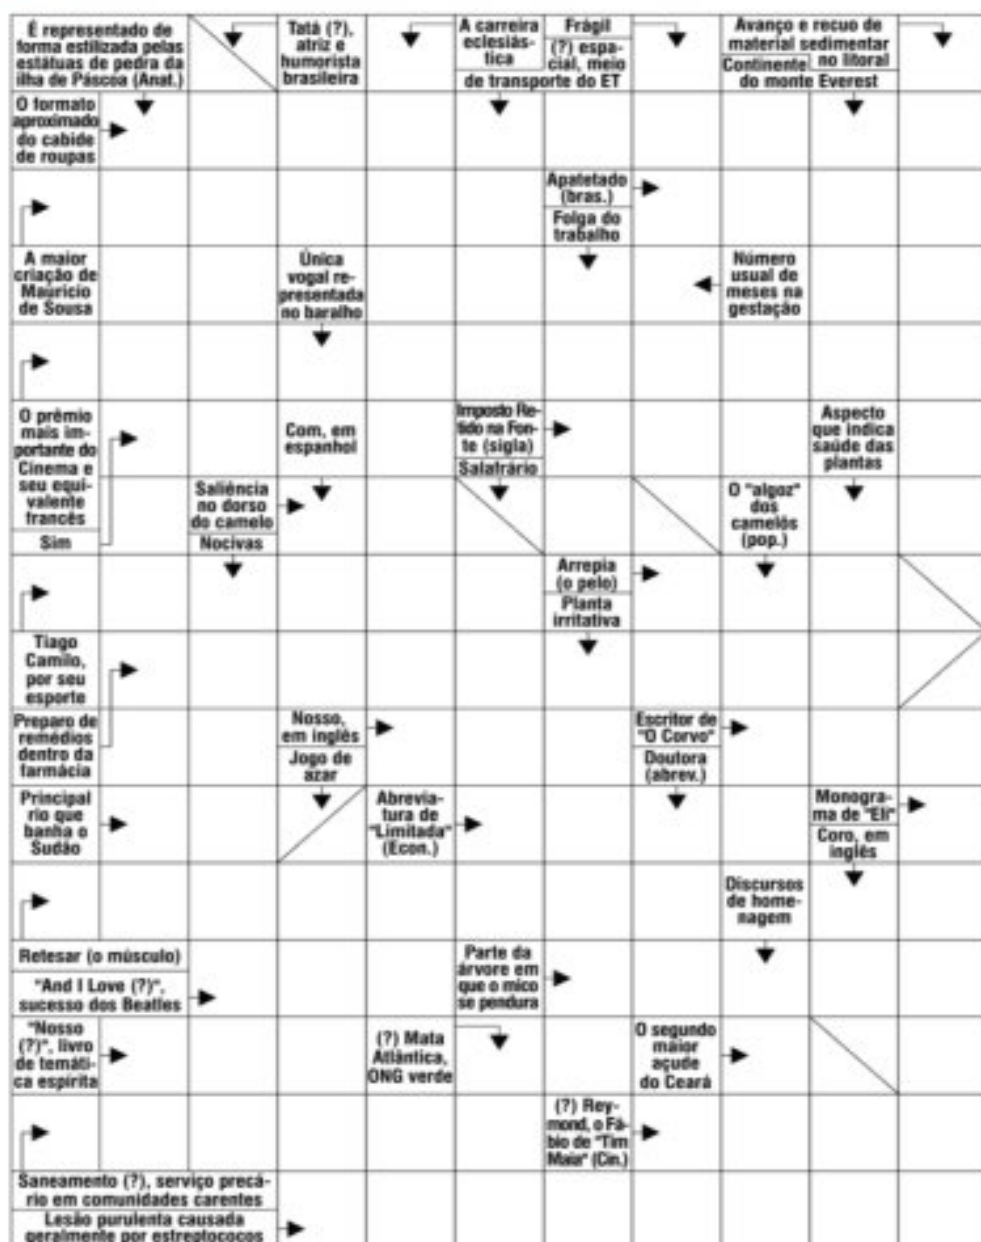 É representado de
forma estilizada pelas
estátuas de pedra da
ilha de Páscoa (Anat.)
Tatá (?),
atriz e
humorista
brasileira
A carreira
eclesiás-
tica
Frágil
(?) espa-
cial, meio
de transporte do ET
Avanço e recuo de
material sedimentar
no litoral
Continente
do monte Everest
O formato
aproximado
do cabide
de roupas
Apatetado
(bras.)
Folga do
trabalho
A maior
criação de
Mauricio
de Sousa
Única
vogal re-
presentada
no baralho
Número
usual de
meses na
gestação
O prêmio
mais im-
portante do
Cinema e
seu equi-
valente
francês
Sim
Com, em
espanhol
Imposto Re-
tido na Fon-
te (sigla)
Salafrário
Aspecto
que indica
saúde das
plantas
Saliência
no dorso
do camelo
Nocivas
O "algoz"
dos
camelôs
(pop.)
Arrepia
(o pelo)
Planta
irritativa
Tiago
Camilo,
por seu
esporte
Preparo de
remédios
dentro da
farmácia
Nosso,
em inglês
Jogo de
azar
Escritor de
"O Corvo"
Doutora
(abrev.)
Principal
rio que
banha o
Sudão
Abrevia-
tura de
"Limitada"
(Econ.)
Monogra-
ma de "Eli"
Coro, em
inglês
Discursos
de home-
nagem
Retesar (o músculo)
"And I Love (?)",
sucesso dos Beatles
Parte da
árvore em
que o mico
se pendura
"Nosso
(?)", livro
de temáti-
ca espírita
(?) Mata
Atlântica,
ONG verde
O segundo
maior
açude
do Ceará
(?) Rey-
mond, o Fá-
bio de "Tim
Maia" (Cin.)
Saneamento (?), serviço precá-
rio em comunidades carentes
Lesão purulenta causada
geralmente por estreptococos